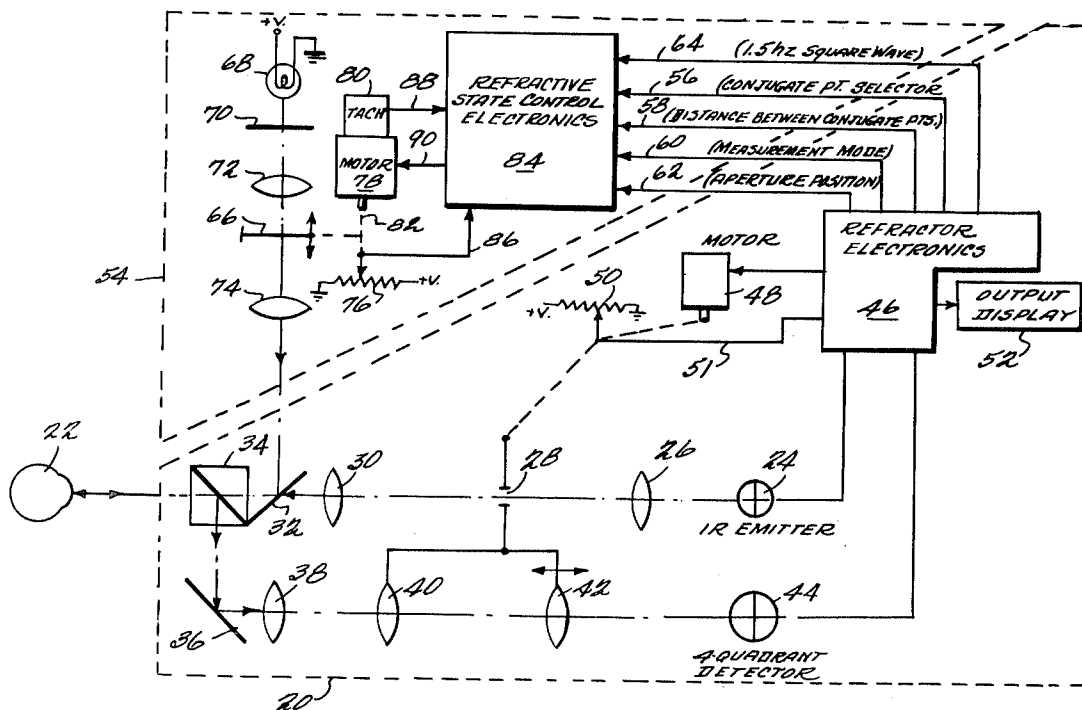 +V.
68
70
72
66
74
54
80
TACH
88
MOTOR
78
90
82
86
76
+V.
REFRACTIVE
STATE CONTROL
ELECTRONICS
84
64
(1.5hz SQUARE WAVE)
56
(CONJUGATE PT. SELECTOR
58
(DISTANCE BETWEEN CONJUGATE PTS.)
60
(MEASUREMENT MODE)
62
(APERTURE POSITION)
REFRACTOR
ELECTRONICS
46
MOTOR
48
50
+V.
51
OUTPUT
DISPLAY
52
22
34
32
30
28
26
24
IR EMITTER
36
38
40
42
44
4-QUADRANT
DETECTOR
20